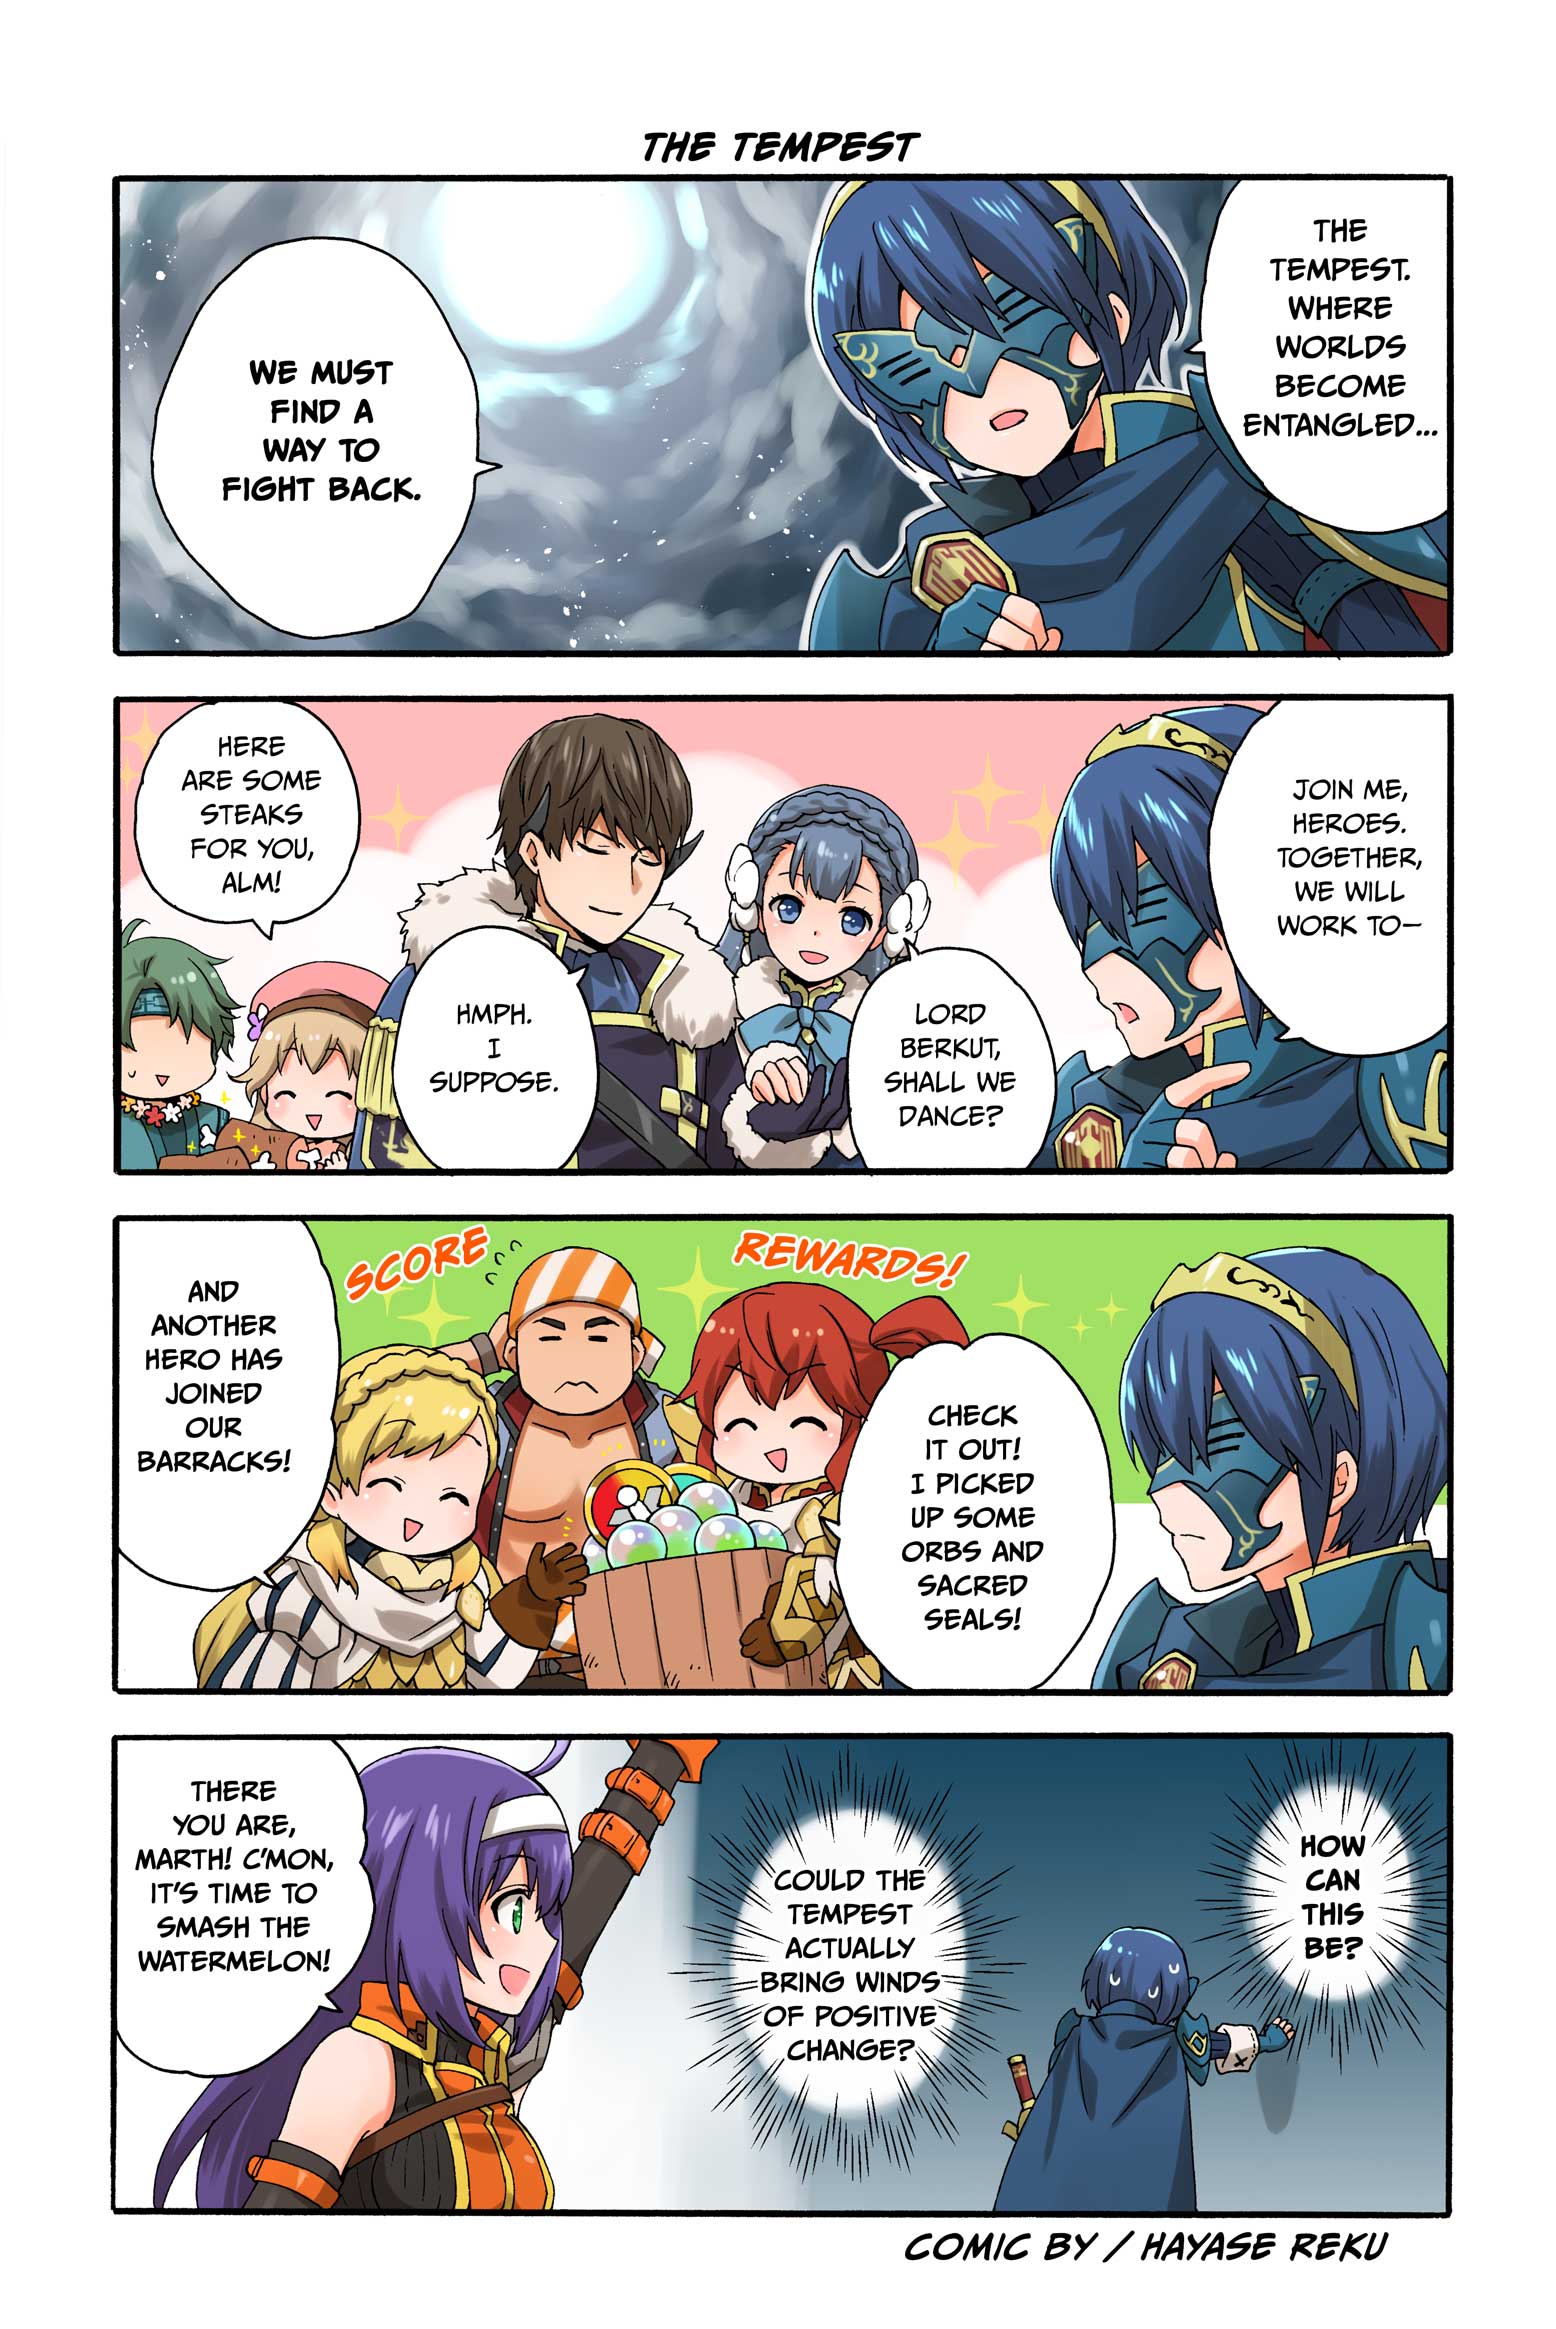 THE TEMPEST
THE
TEMPEST.
WHERE
WORLDS
BECOME
ENTANGLED...
WE MUST
FIND A
WAY TO
FIGHT BACK.
JOIN ME,
HEROES.
TOGETHER,
WE WILL
WORK TO—
LORD
BERKUT,
SHALL WE
DANCE?
HMPH.
I
SUPPOSE.
HERE
ARE SOME
STEAKS
FOR YOU,
ALM!
SCORE REWARDS!
CHECK
IT OUT!
I PICKED
UP SOME
ORBS AND
SACRED
SEALS!
AND
ANOTHER
HERO HAS
JOINED
OUR
BARRACKS!
HOW
CAN
THIS
BE?
COULD THE
TEMPEST
ACTUALLY
BRING WINDS
OF POSITIVE
CHANGE?
THERE
YOU ARE,
MARTH! C'MON,
IT'S TIME TO
SMASH THE
WATERMELON!
COMIC BY / HAYASE REKU